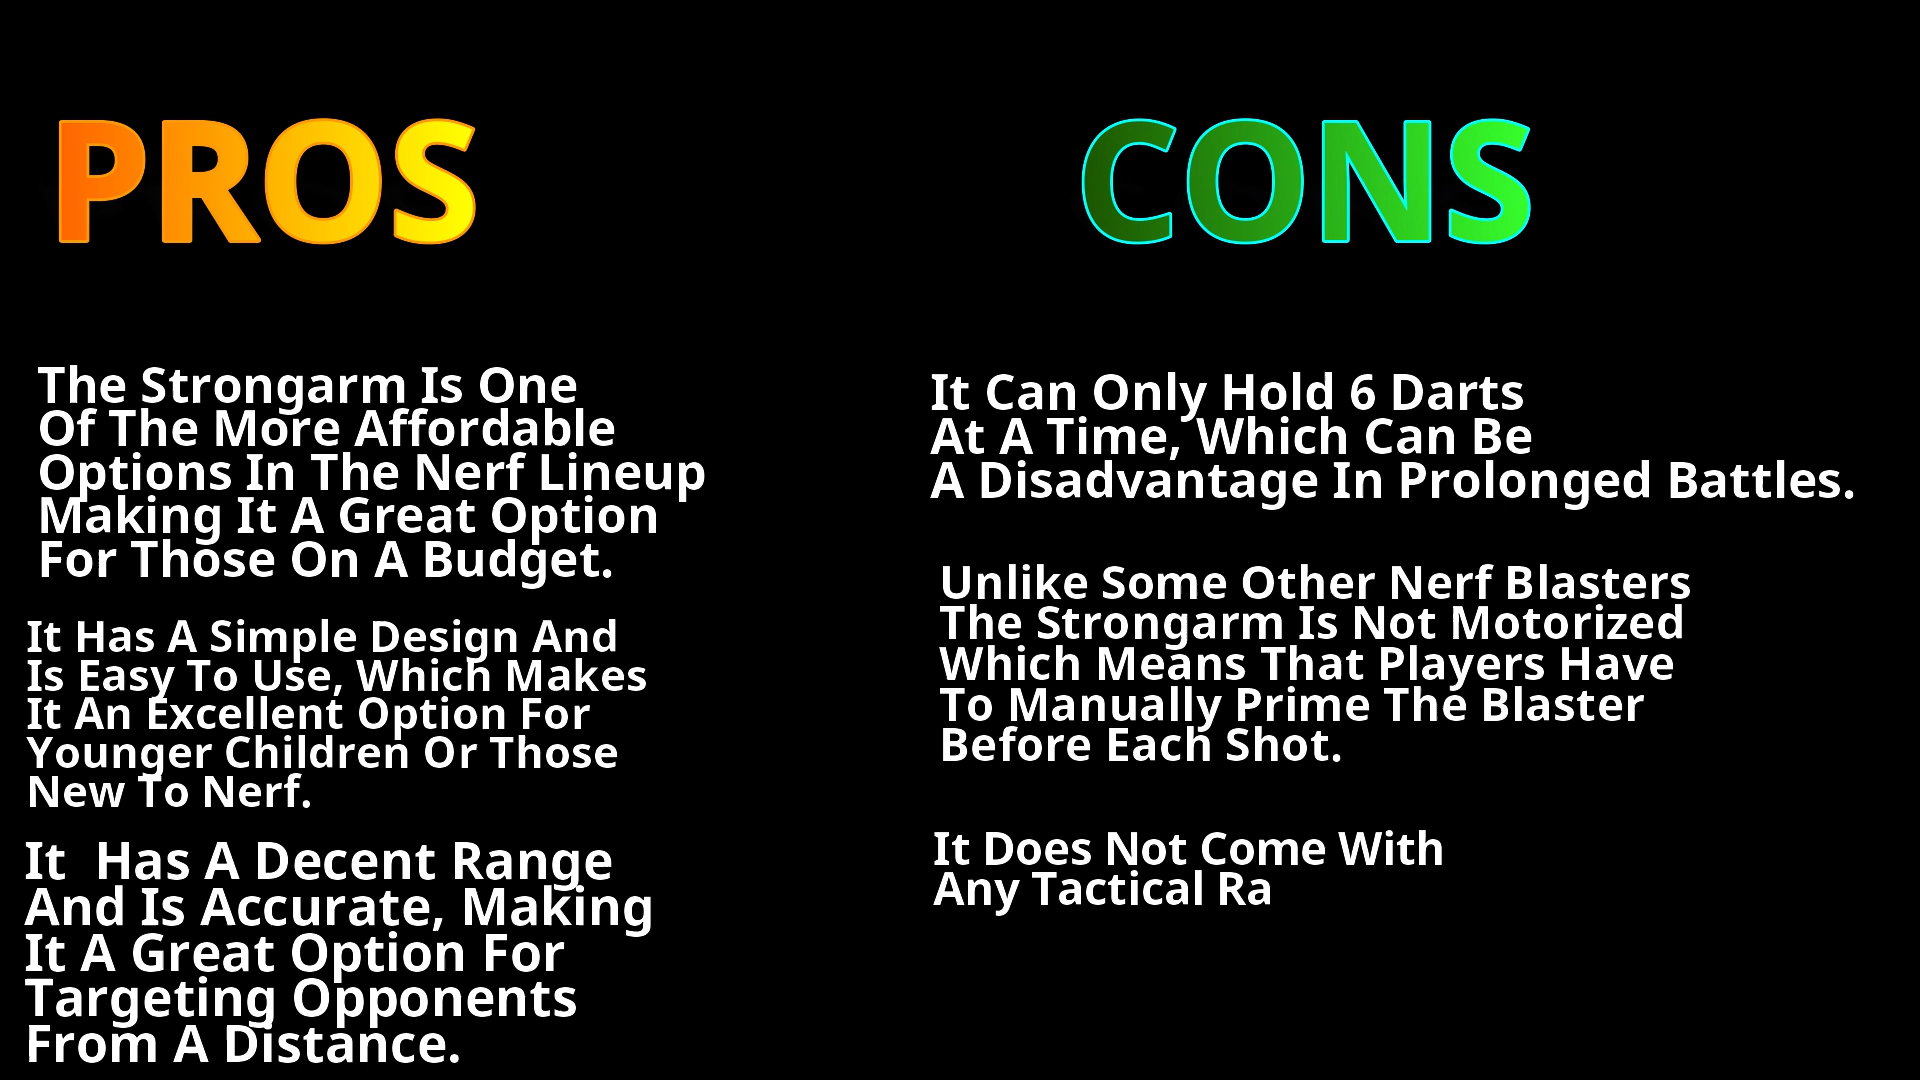 PROS
The Strongarm Is One
Of The More Affordable
Options In The Nerf Lineup
Making It A Great Option
For Those On A Budget.
It Has A Simple Design And
Is Easy To Use, Which Makes
It An Excellent Option For
Younger Children Or Those
New To Nerf.
It  Has A Decent Range
And Is Accurate, Making
It A Great Option For
Targeting Opponents
From A Distance.
CONS
It Can Only Hold 6 Darts
At A Time, Which Can Be
A Disadvantage In Prolonged Battles.
Unlike Some Other Nerf Blasters
The Strongarm Is Not Motorized
Which Means That Players Have
To Manually Prime The Blaster
Before Each Shot.
It Does Not Come With
Any Tactical Ra